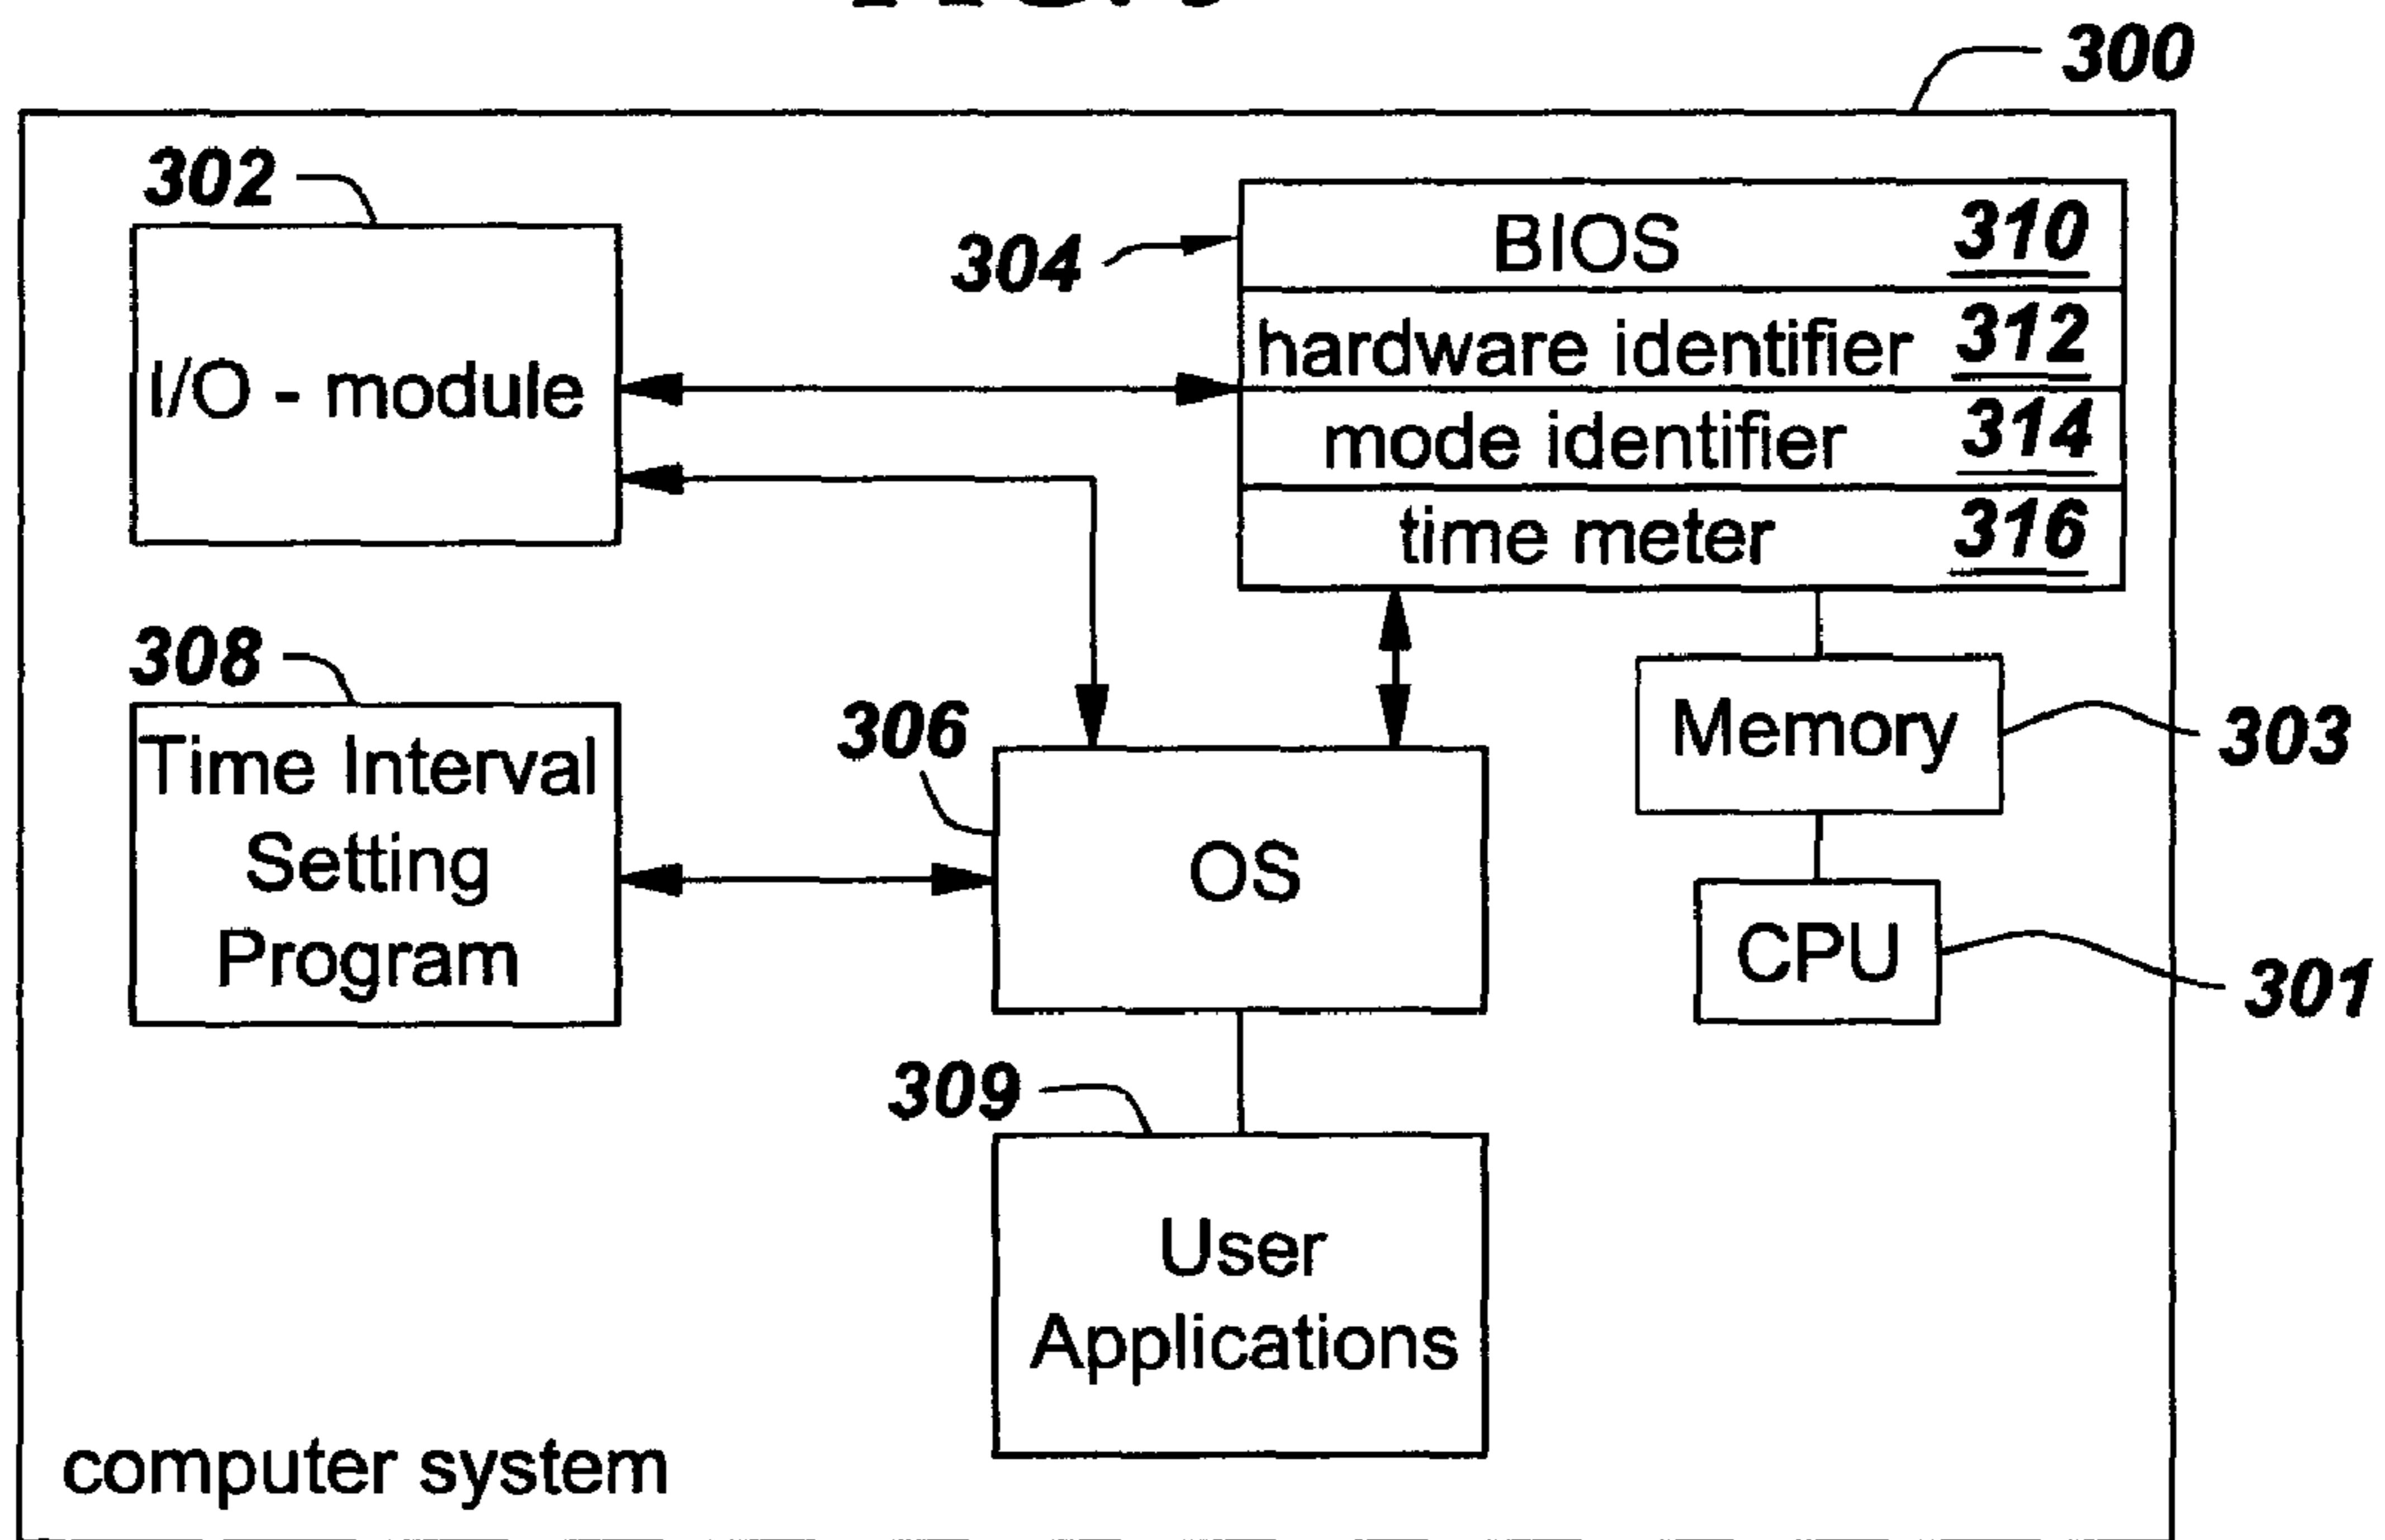 300
302
304
BIOS 310
hardware identifier 312
I/O - module
mode identifier 314
time meter 316
308
Time Interval
Setting
Program
306
OS
Memory
303
CPU
301
309
User
Applications
computer system